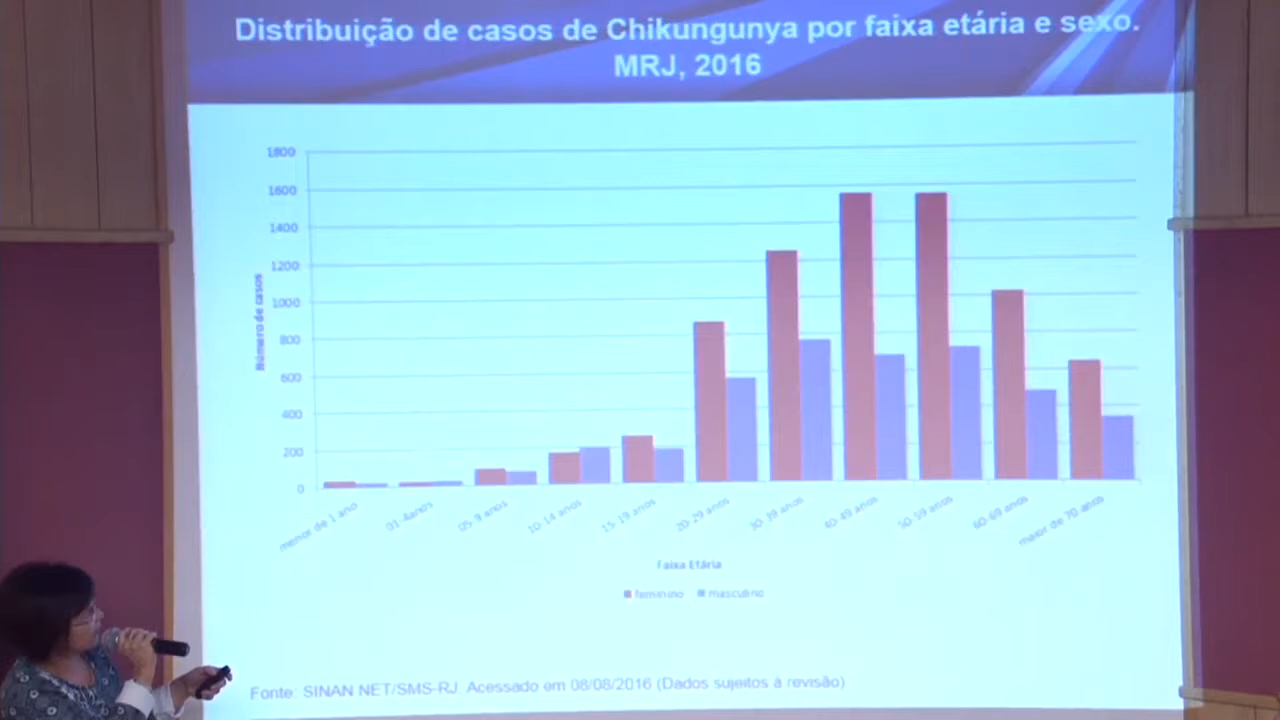 Distribuição de casos de Chikungunya por faixa etária e sexo.
MRJ, 2016
1800
1600
1400
1200
1000
800
600
400
200
0
Número de casos
menor de 1 ano
01-4anos
05-9 anos
10-14 anos
15-19 anos
20-29 anos
30-39 anos
40-49 anos
50-59 anos
60-69 anos
maior de 70 anos
Faixa Etária
feminino masculino
Fonte: SINAN NET/SMS-RJ. Acessado em 08/08/2016 (Dados sujeitos à revisão)